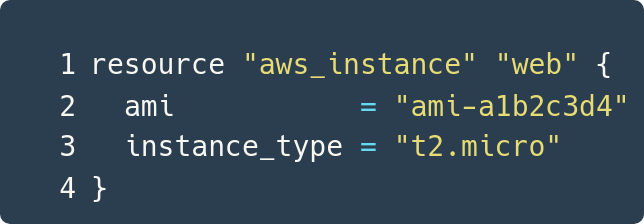 1 resource "aws_instance" "web" {
2   ami           = "ami-a1b2c3d4"
3   instance_type = "t2.micro"
4 }